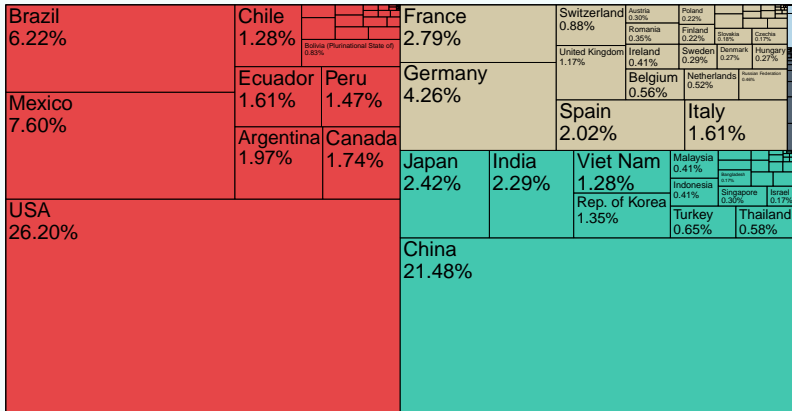 Brazil
6.22%
Mexico
7.60%
USA
26.20%
Chile
1.28%
Bolivia (Plurinational State of)
0.83%
Ecuador
1.61%
Peru
1.47%
Argentina
1.97%
Canada
1.74%
France
2.79%
Germany
4.26%
Switzerland
0.88%
United Kingdom
1.17%
Austria
0.30%
Romania
0.35%
Ireland
0.41%
Belgium
0.56%
Poland
0.22%
Finland
0.22%
Sweden
0.29%
Slovakia
0.18%
Czechia
0.17%
Denmark
0.27%
Hungary
0.27%
Netherlands
0.52%
Russian Federation
Spain
2.02%
Italy
1.61%
Japan
2.42%
India
2.29%
Viet Nam
1.28%
Rep. of Korea
1.35%
Malaysia
0.41%
Indonesia
0.41%
Bangladesh
Singapore
0.30%
Israel
0.17%
Turkey
0.65%
Thailand
0.58%
China
21.48%